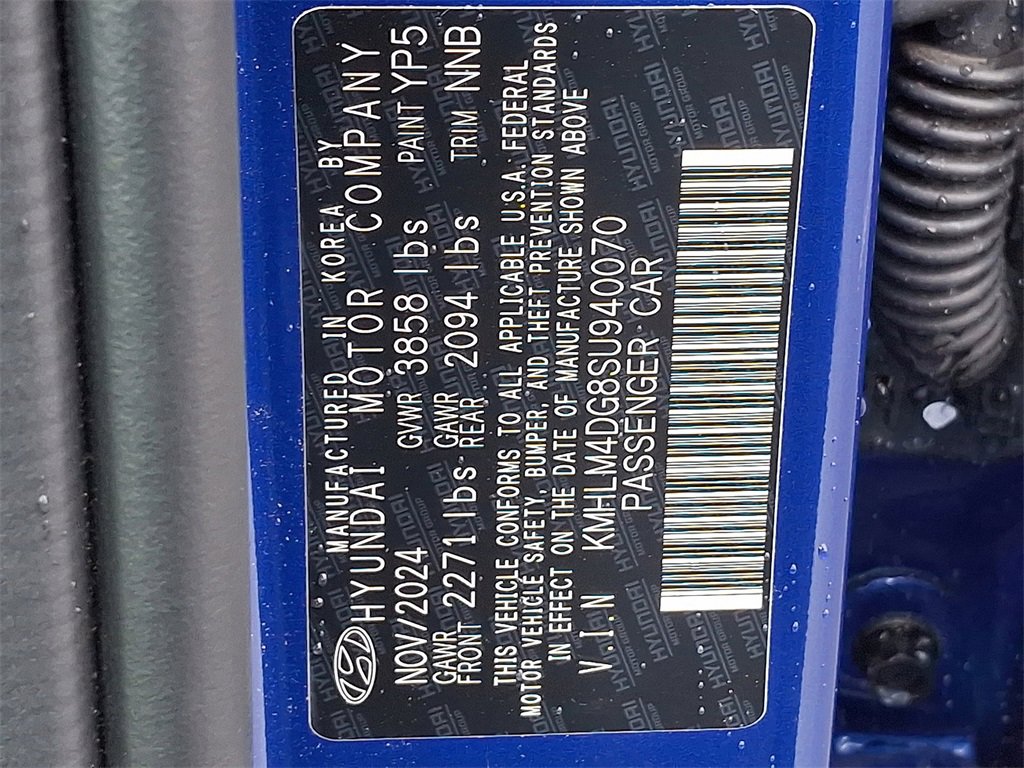 MANUFACTURED IN KOREA BY
HYUNDAI MOTOR COMPANY
NOV/2024 GVWR 3858 lbs PAINT YP5
GAWR FRONT 2271 lbs GAWR REAR 2094 lbs TRIM NNB
THIS VEHICLE CONFORMS TO ALL APPLICABLE U.S.A. FEDERAL
MOTOR VEHICLE SAFETY, BUMPER, AND THEFT PREVENTION STANDARDS
IN EFFECT ON THE DATE OF MANUFACTURE SHOWN ABOVE
V.I.N KMHLM4DG8SU940070
PASSENGER CAR